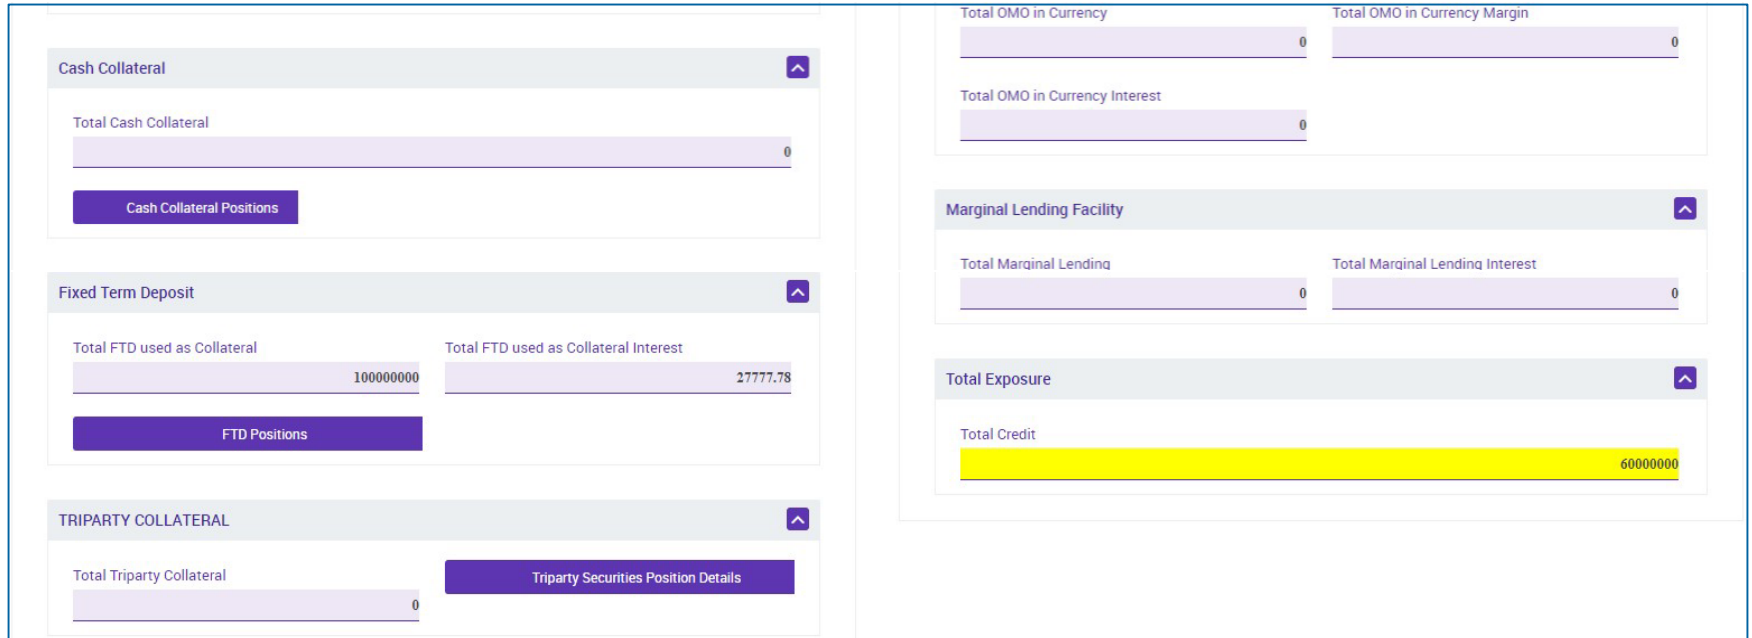 Total OMO in Currency
Total OMO in Currency Margin
0
0
Total OMO in Currency Interest
0
Cash Collateral
Total Cash Collateral
0
Cash Collateral Positions
Fixed Term Deposit
Total FTD used as Collateral
Total FTD used as Collateral Interest
100000000
27777.78
FTD Positions
TRIPARTY COLLATERAL
Total Triparty Collateral
Triparty Securities Position Details
0
Marginal Lending Facility
Total Marginal Lending
Total Marginal Lending Interest
0
0
Total Exposure
Total Credit
60000000